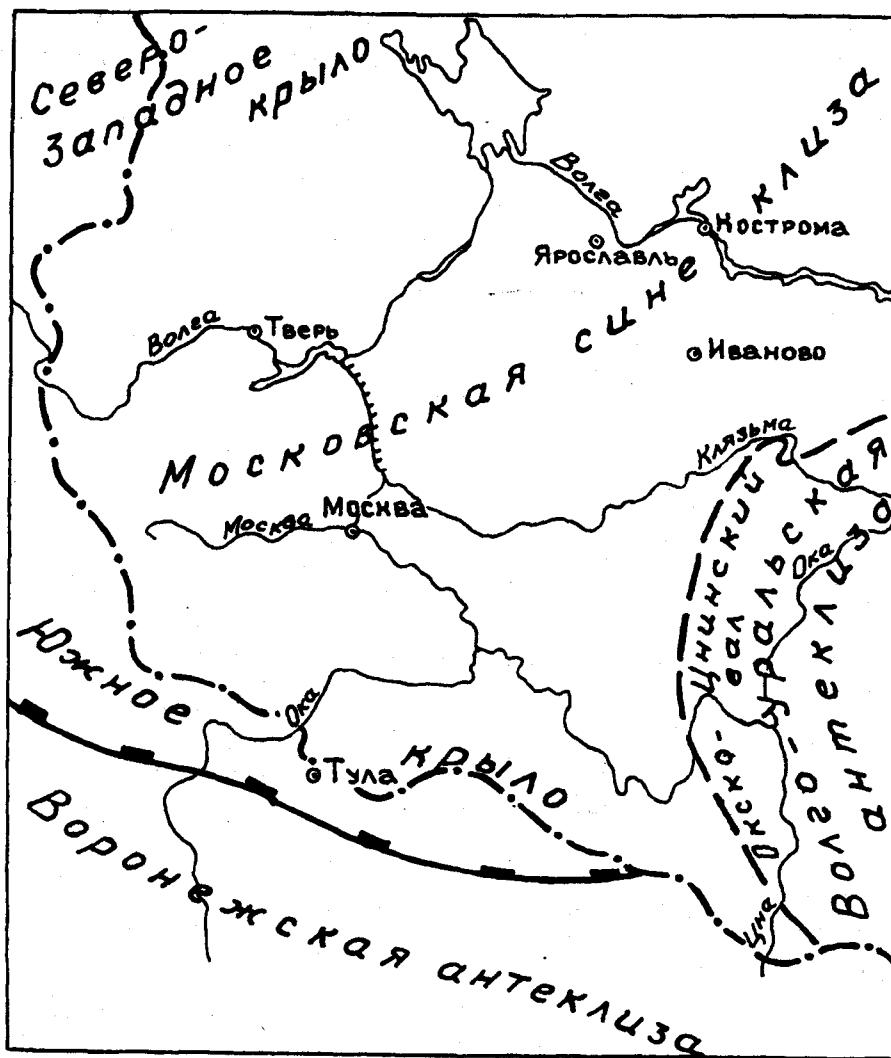 Северо-
Западное
крыло
Волга
Кострома
Ярославль
Московская синеклиза
Волга
Тверь
Иваново
Клязьма
Москва
Москва
Окско-Цнинский
вал
Ока
Волго-Уральская
антеклиза
Южное крыло
Ока
Тула
Цна
Воронежская антеклиза